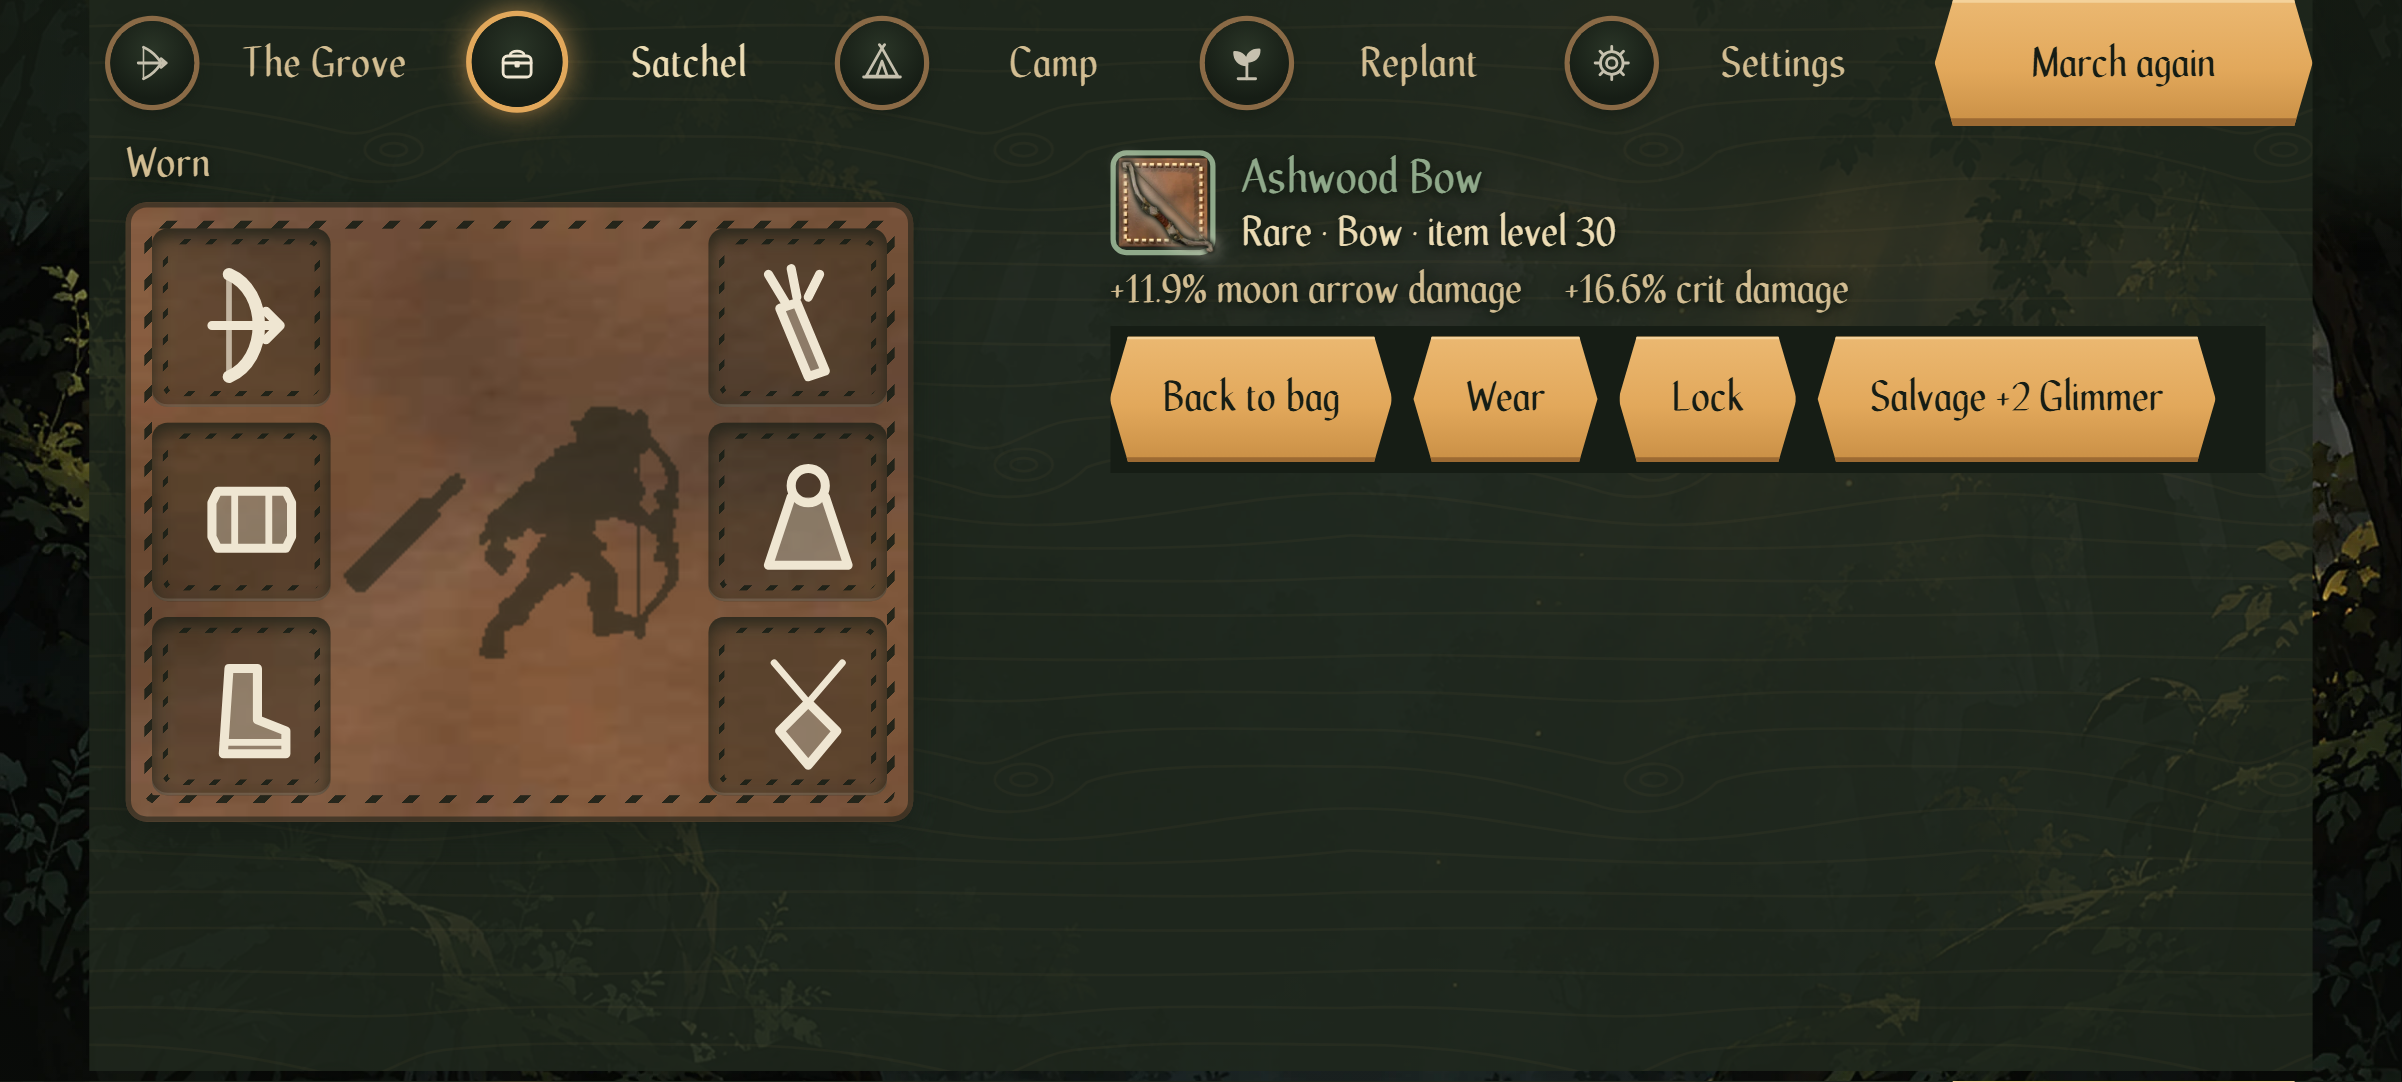 The Grove
Satchel
Camp
Replant
Settings
March again
Worn
Ashwood Bow
Rare · Bow · item level 30
+11.9% moon arrow damage +16.6% crit damage
Back to bag
Wear
Lock
Salvage +2 Glimmer